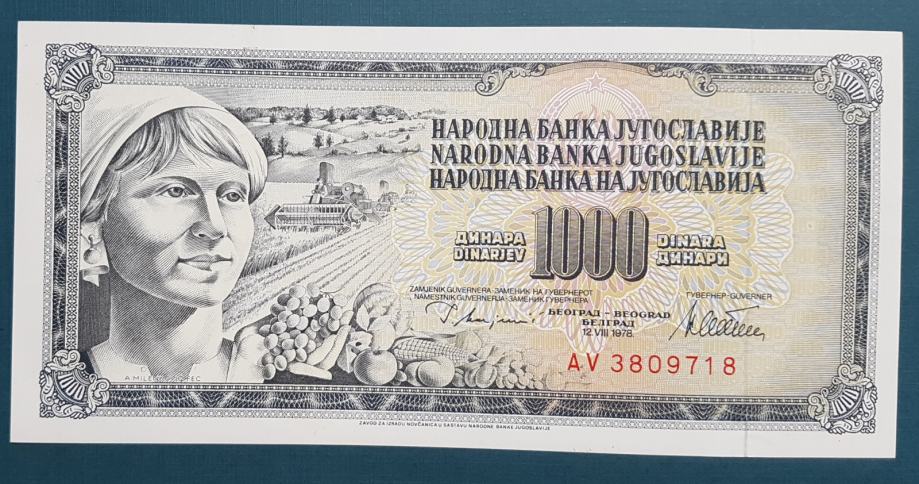 НАРОДНА БАНКА ЈУГОСЛАВИЈЕ
NARODNA BANKA JUGOSLAVIJE
НАРОДНА БАНКА НА ЈУГОСЛАВИЈА
ДИНАРА
DINARJEV
1000
DINARA
ДИНАРИ
ZAMJENIK GUVERNERA-ЗАМЕНИК НА ГУВЕРНЕРОТ
NAMESTNIK GUVERNERJA-ЗАМЕНИК ГУВЕРНЕРА
ГУВЕРНЕР-GUVERNER
БЕОГРАД - BEOGRAD
БЕЛГРАД
12. VIII 1978.
AV 3809718
ZAVOD ZA IZRADU NOVČANICA U SASTAVU NARODNE BANKE JUGOSLAVIJE